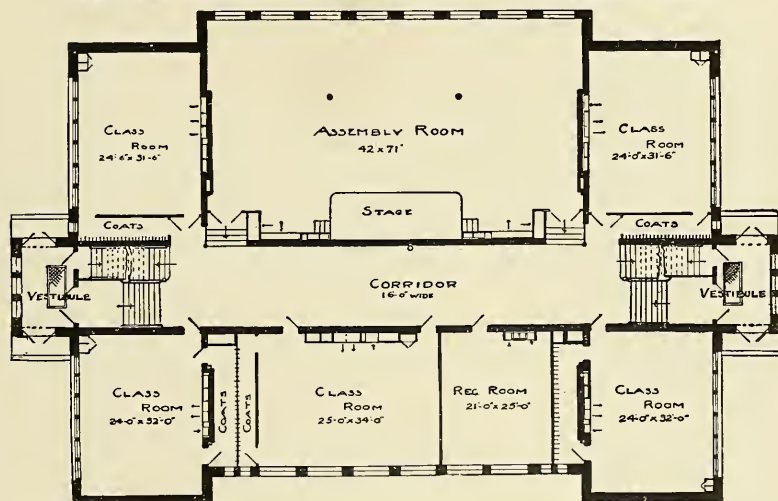 CLASS
ROOM
24'-6" x 31'-6"
ASSEMBLY ROOM
42 x 71'
CLASS
ROOM
24'-0" x 31'-6"
COATS
STAGE
COATS
VESTIBULE
CORRIDOR
16'-0" WIDE
VESTIBULE
CLASS
ROOM
24'-0" x 32'-0"
COATS
COATS
CLASS
ROOM
25'-0" x 34'-0"
REC. ROOM
21'-0" x 25'-0"
CLASS
ROOM
24'-0" x 32'-0"